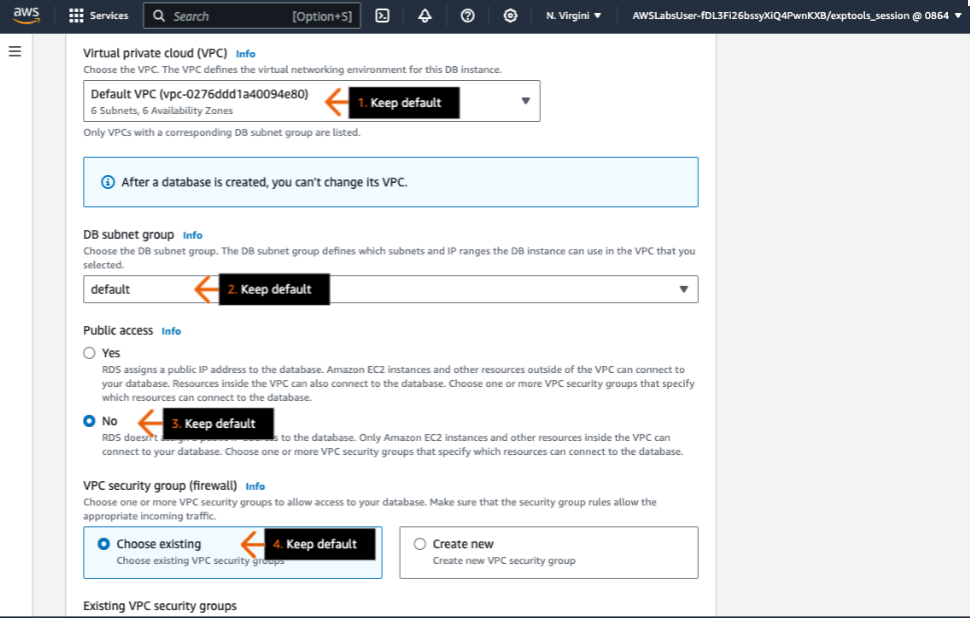 aws
Services
Search
[Option+S]
N. Virgini
AWSLabsUser-fDL3Fi26bssyXiQ4PwnKXB/exptools_session @ 0864
Virtual private cloud (VPC) Info
Choose the VPC. The VPC defines the virtual networking environment for this DB instance.
Default VPC (vpc-0276ddd1a40094e80)
6 Subnets, 6 Availability Zones
1. Keep default
Only VPCs with a corresponding DB subnet group are listed.
After a database is created, you can't change its VPC.
DB subnet group Info
Choose the DB subnet group. The DB subnet group defines which subnets and IP ranges the DB instance can use in the VPC that you
selected.
default
2. Keep default
Public access Info
Yes
RDS assigns a public IP address to the database. Amazon EC2 instances and other resources outside of the VPC can connect to
your database. Resources inside the VPC can also connect to the database. Choose one or more VPC security groups that specify
which resources can connect to the database.
No
3. Keep default
RDS doesn't to the database. Only Amazon EC2 instances and other resources inside the VPC can
connect to your database. Choose one or more VPC security groups that specify which resources can connect to the database.
VPC security group (firewall) Info
Choose one or more VPC security groups to allow access to your database. Make sure that the security group rules allow the
appropriate incoming traffic.
Choose existing
4. Keep default
Choose existing VPC security groups
Create new
Create new VPC security group
Existing VPC security groups